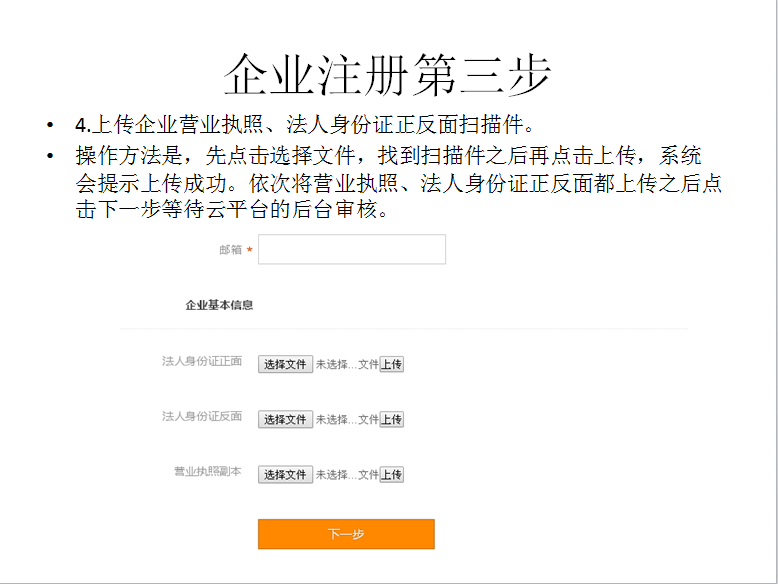 企业注册第三步
• 4.上传企业营业执照、法人身份证正反面扫描件。
• 操作方法是，先点击选择文件，找到扫描件之后再点击上传，系统
会提示上传成功。依次将营业执照、法人身份证正反面都上传之后点
击下一步等待云平台的后台审核。
邮箱 *
企业基本信息
法人身份证正面 选择文件 未选择...文件 上传
法人身份证反面 选择文件 未选择...文件 上传
营业执照副本 选择文件 未选择...文件 上传
下一步